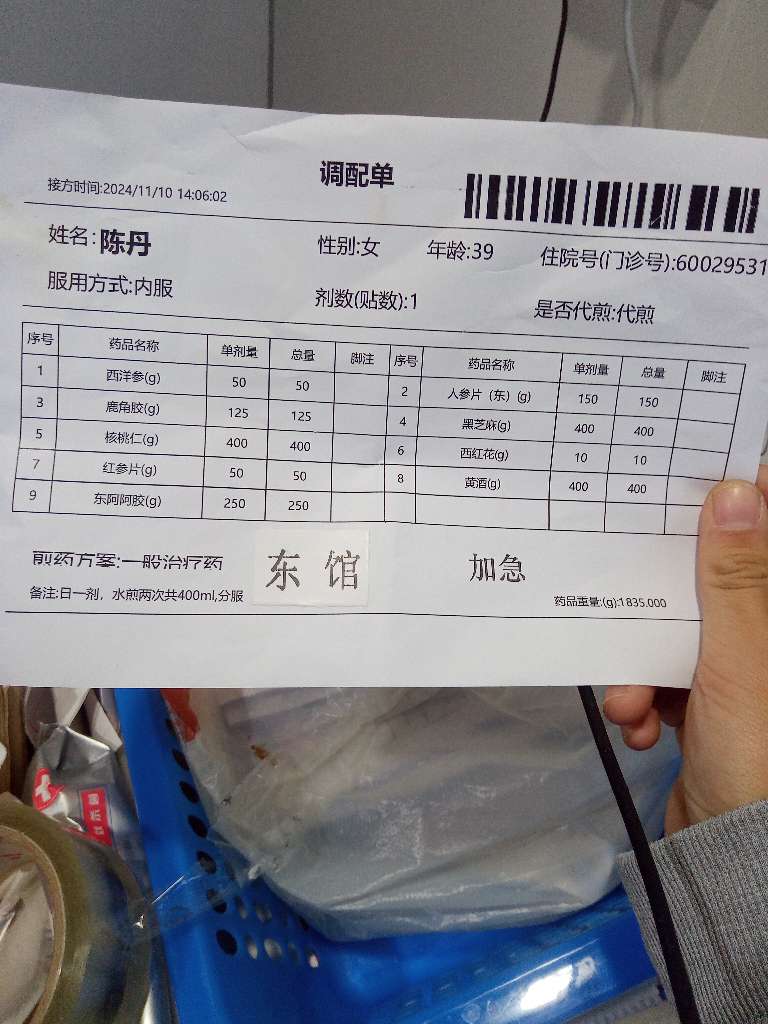 调配单
接方时间:2024/11/10 14:06:02
姓名:陈丹 性别:女 年龄:39 住院号(门诊号):60029531
服用方式:内服 剂数(贴数):1 是否代煎:代煎
序号 药品名称 单剂量 总量 脚注 序号 药品名称 单剂量 总量 脚注
1 西洋参(g) 50 50 2 人参片（东）(g) 150 150
3 鹿角胶(g) 125 125 4 黑芝麻(g) 400 400
5 核桃仁(g) 400 400 6 西红花(g) 10 10
7 红参片(g) 50 50 8 黄酒(g) 400 400
9 东阿阿胶(g) 250 250
煎药方案:一般治疗药 东馆 加急
备注:日一剂，水煎两次共400ml,分服 药品重量:(g):1835.000